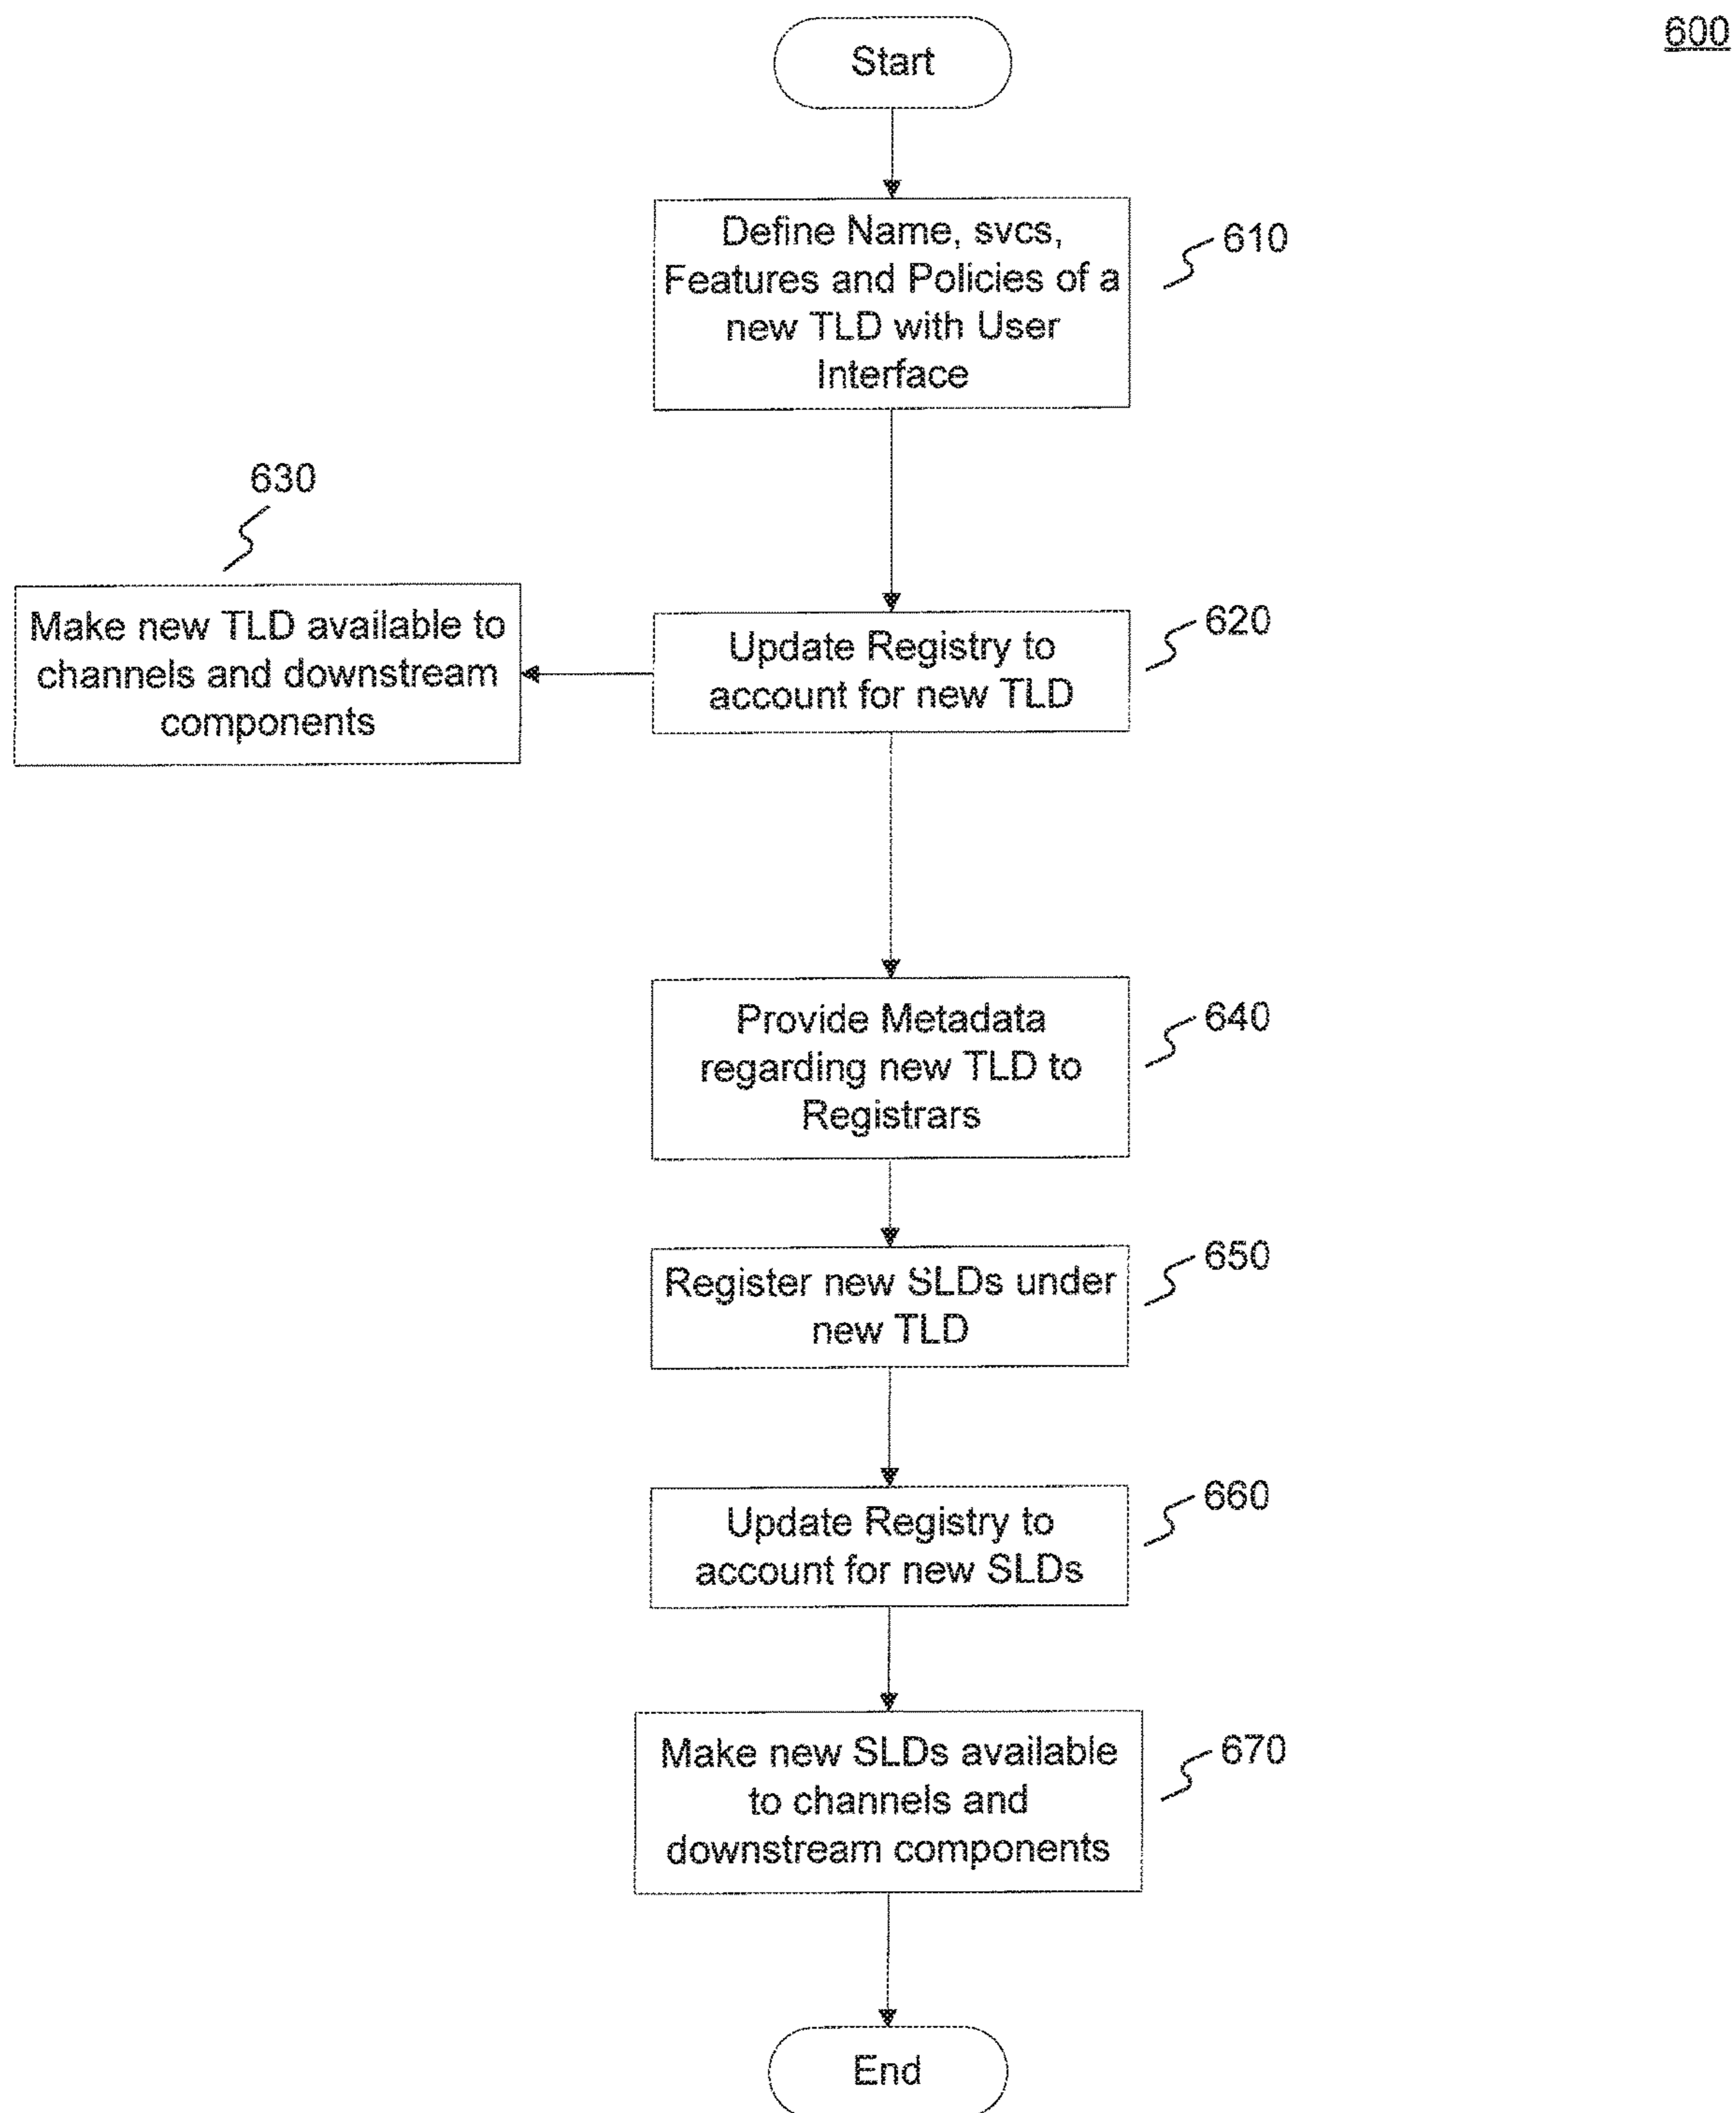 600
Start
Define Name, svcs,
Features and Policies of a
new TLD with User
Interface
610
630
Make new TLD available to
channels and downstream
components
Update Registry to
account for new TLD
620
Provide Metadata
regarding new TLD to
Registrars
640
Register new SLDs under
new TLD
650
Update Registry to
account for new SLDs
660
Make new SLDs available
to channels and
downstream components
670
End